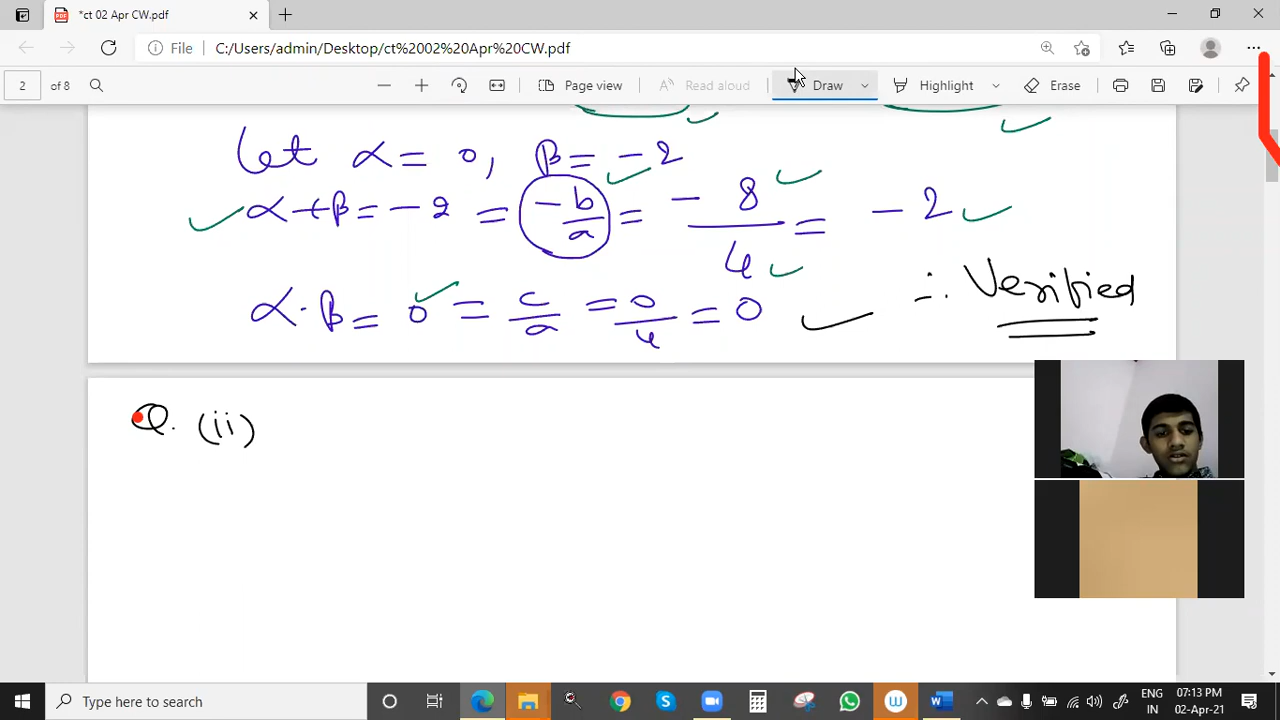 *ct 02 Apr CW.pdf
File C:/Users/admin/Desktop/ct%2002%20Apr%20CW.pdf
2 of 8 Page view Read aloud Draw Highlight Erase
let α = 0, β = -2
α+β = -2 = -b/a = -8/4 = -2
α·β = 0 = c/a = 0/4 = 0
∴ Verified
Q. (ii)
Type here to search
ENG 07:13 PM
IN 02-Apr-21